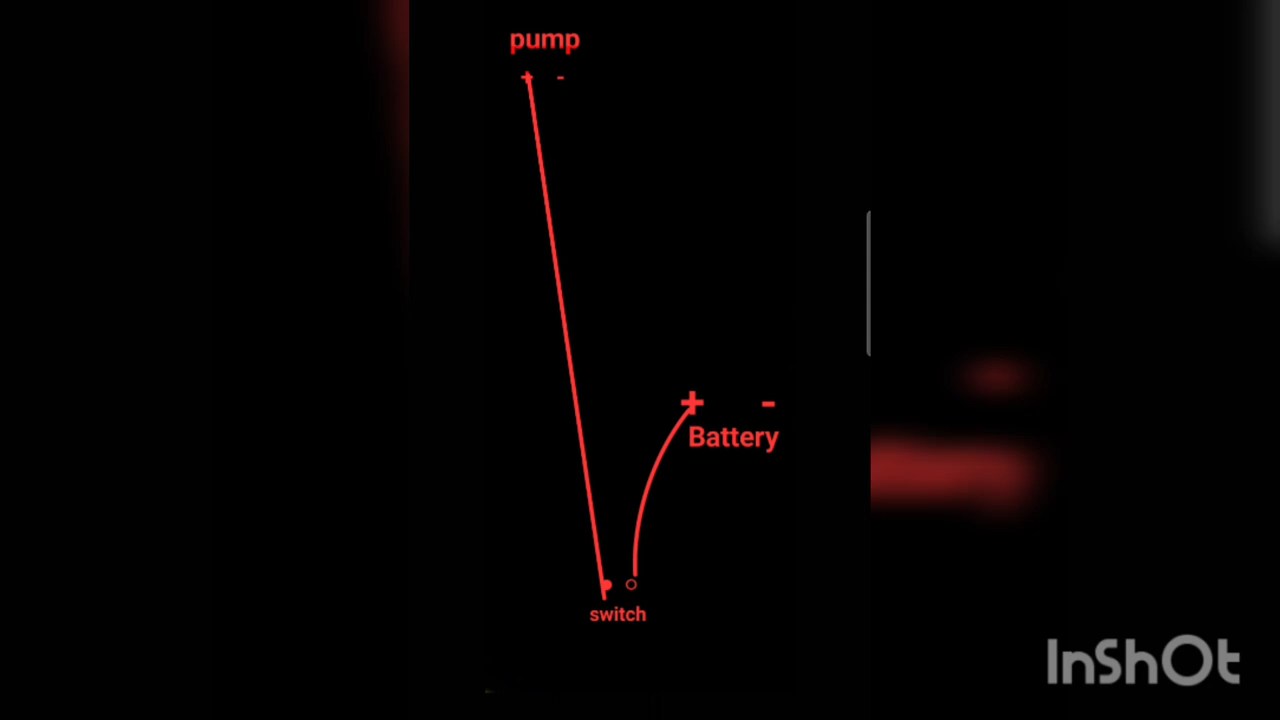 pump
+ -
+ -
Battery
switch
InShOt